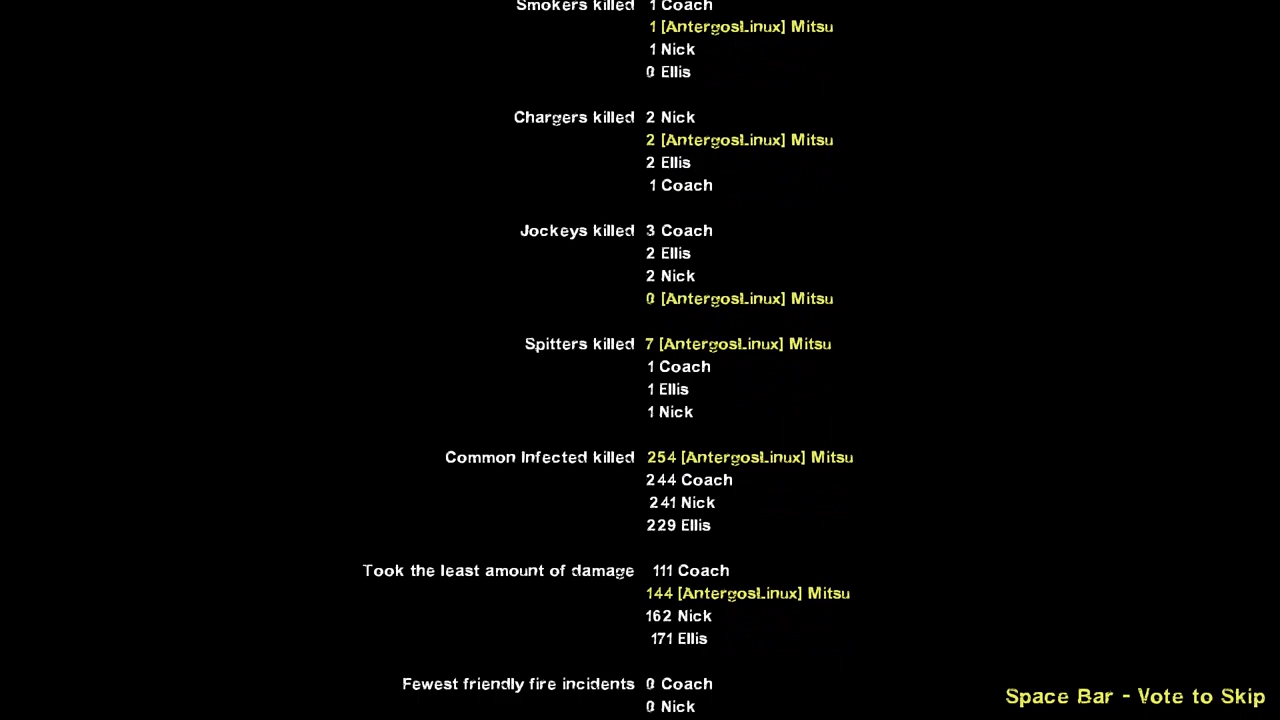 Smokers killed 1 Coach
1 [AntergosLinux] Mitsu
1 Nick
0 Ellis
Chargers killed 2 Nick
2 [AntergosLinux] Mitsu
2 Ellis
1 Coach
Jockeys killed 3 Coach
2 Ellis
2 Nick
0 [AntergosLinux] Mitsu
Spitters killed 7 [AntergosLinux] Mitsu
1 Coach
1 Ellis
1 Nick
Common Infected killed 254 [AntergosLinux] Mitsu
244 Coach
241 Nick
229 Ellis
Took the least amount of damage 111 Coach
144 [AntergosLinux] Mitsu
162 Nick
171 Ellis
Fewest friendly fire incidents 0 Coach
0 Nick
Space Bar - Vote to Skip